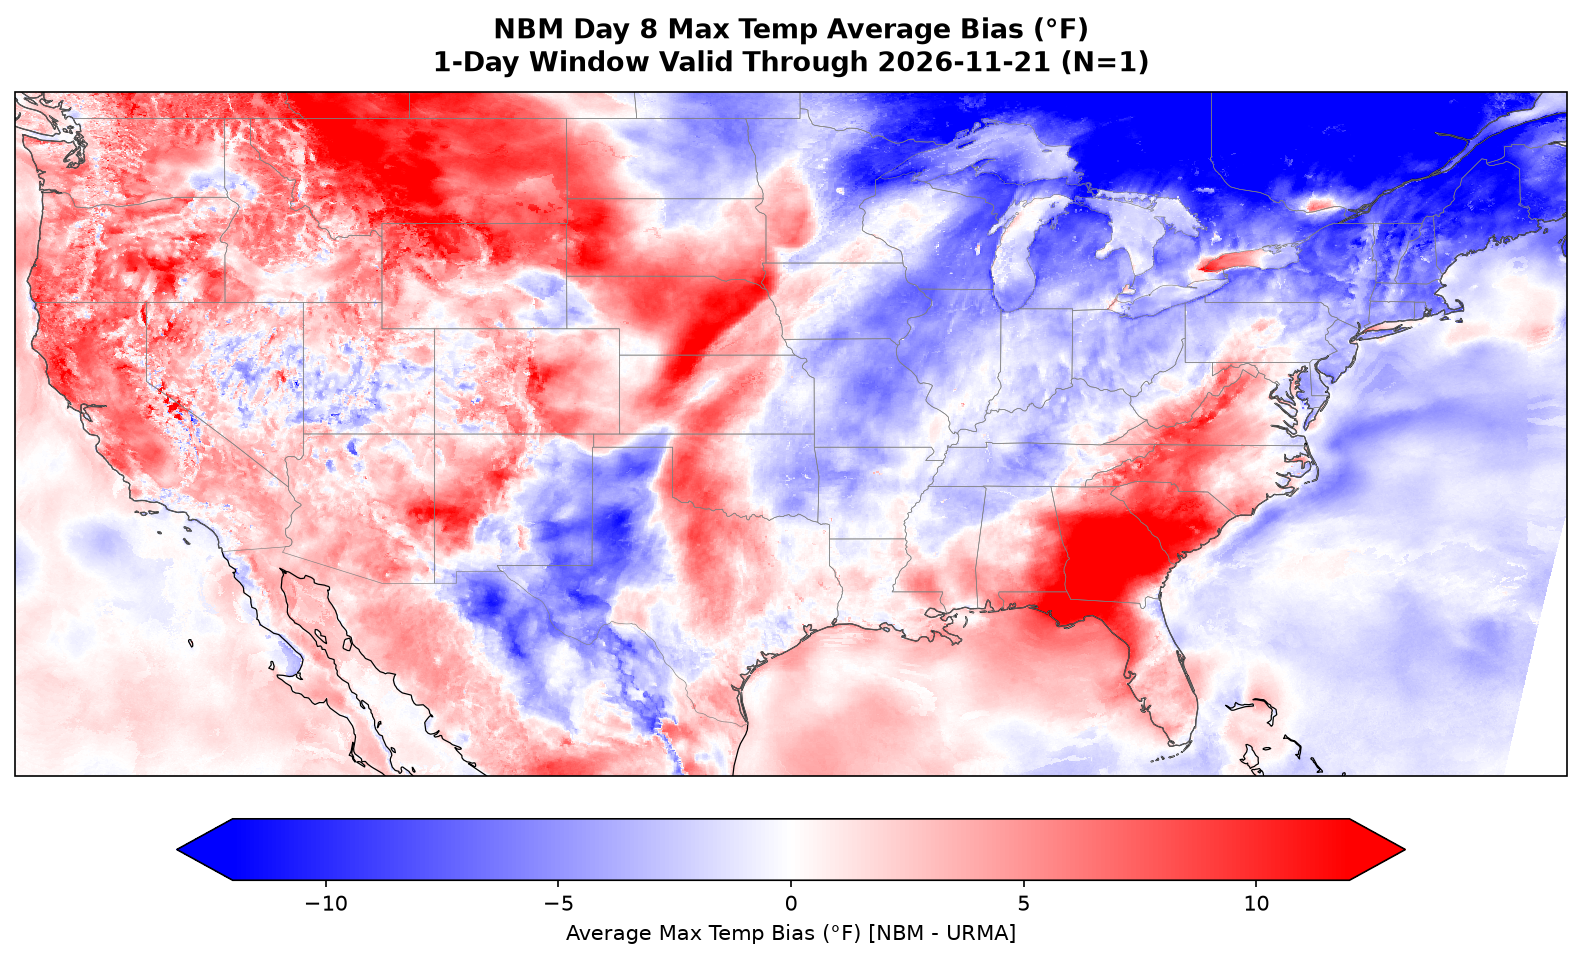 NBM Day 8 Max Temp Average Bias (°F)
1-Day Window Valid Through 2026-11-21 (N=1)
−10 −5 0 5 10
Average Max Temp Bias (°F) [NBM - URMA]